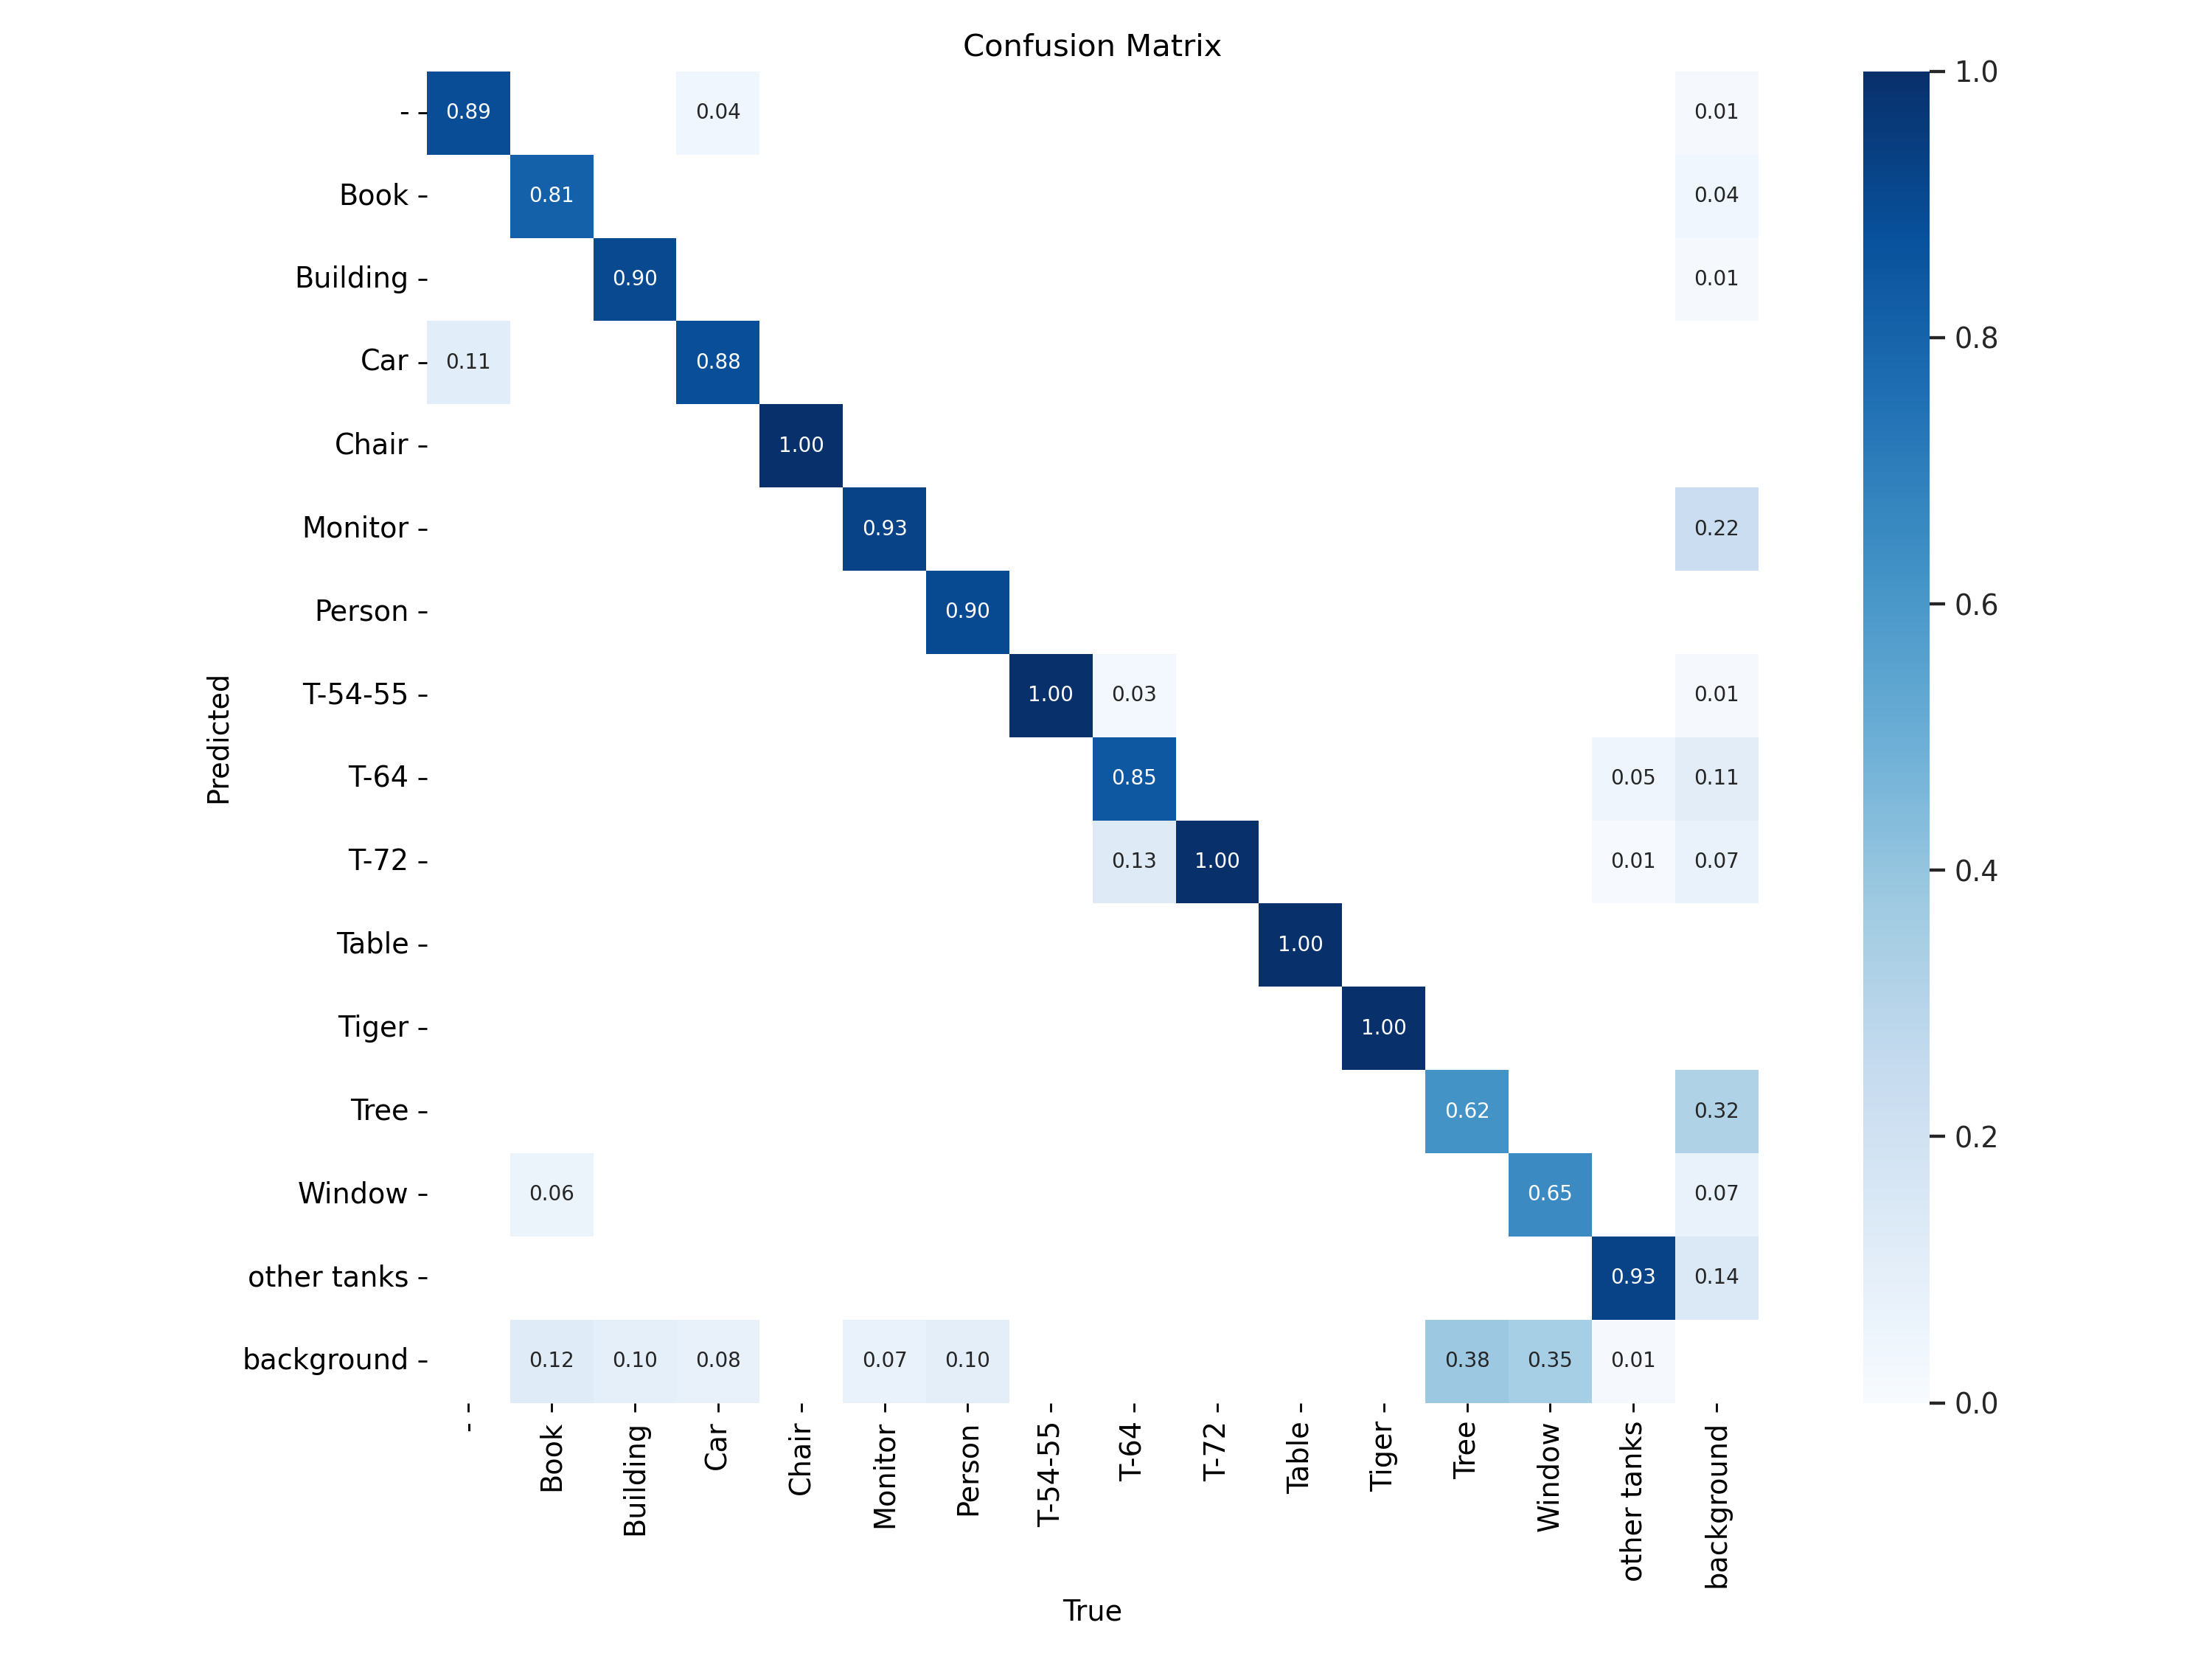 Confusion Matrix
- 0.89 0.04 0.01
Book 0.81 0.04
Building 0.90 0.01
Car 0.11 0.88
Chair 1.00
Monitor 0.93 0.22
Person 0.90
T-54-55 1.00 0.03 0.01
T-64 0.85 0.05 0.11
T-72 0.13 1.00 0.01 0.07
Table 1.00
Tiger 1.00
Tree 0.62 0.32
Window 0.06 0.65 0.07
other tanks 0.93 0.14
background 0.12 0.10 0.08 0.07 0.10 0.38 0.35 0.01
Predicted
- Book Building Car Chair Monitor Person T-54-55 T-64 T-72 Table Tiger Tree Window other tanks background
True
1.0
0.8
0.6
0.4
0.2
0.0